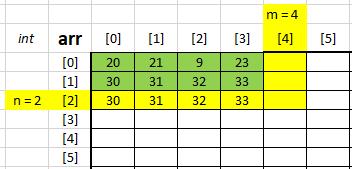 m = 4
int arr [0] [1] [2] [3] [4] [5]
[0] 20 21 9 23
[1] 30 31 32 33
n = 2 [2] 30 31 32 33
[3]
[4]
[5]